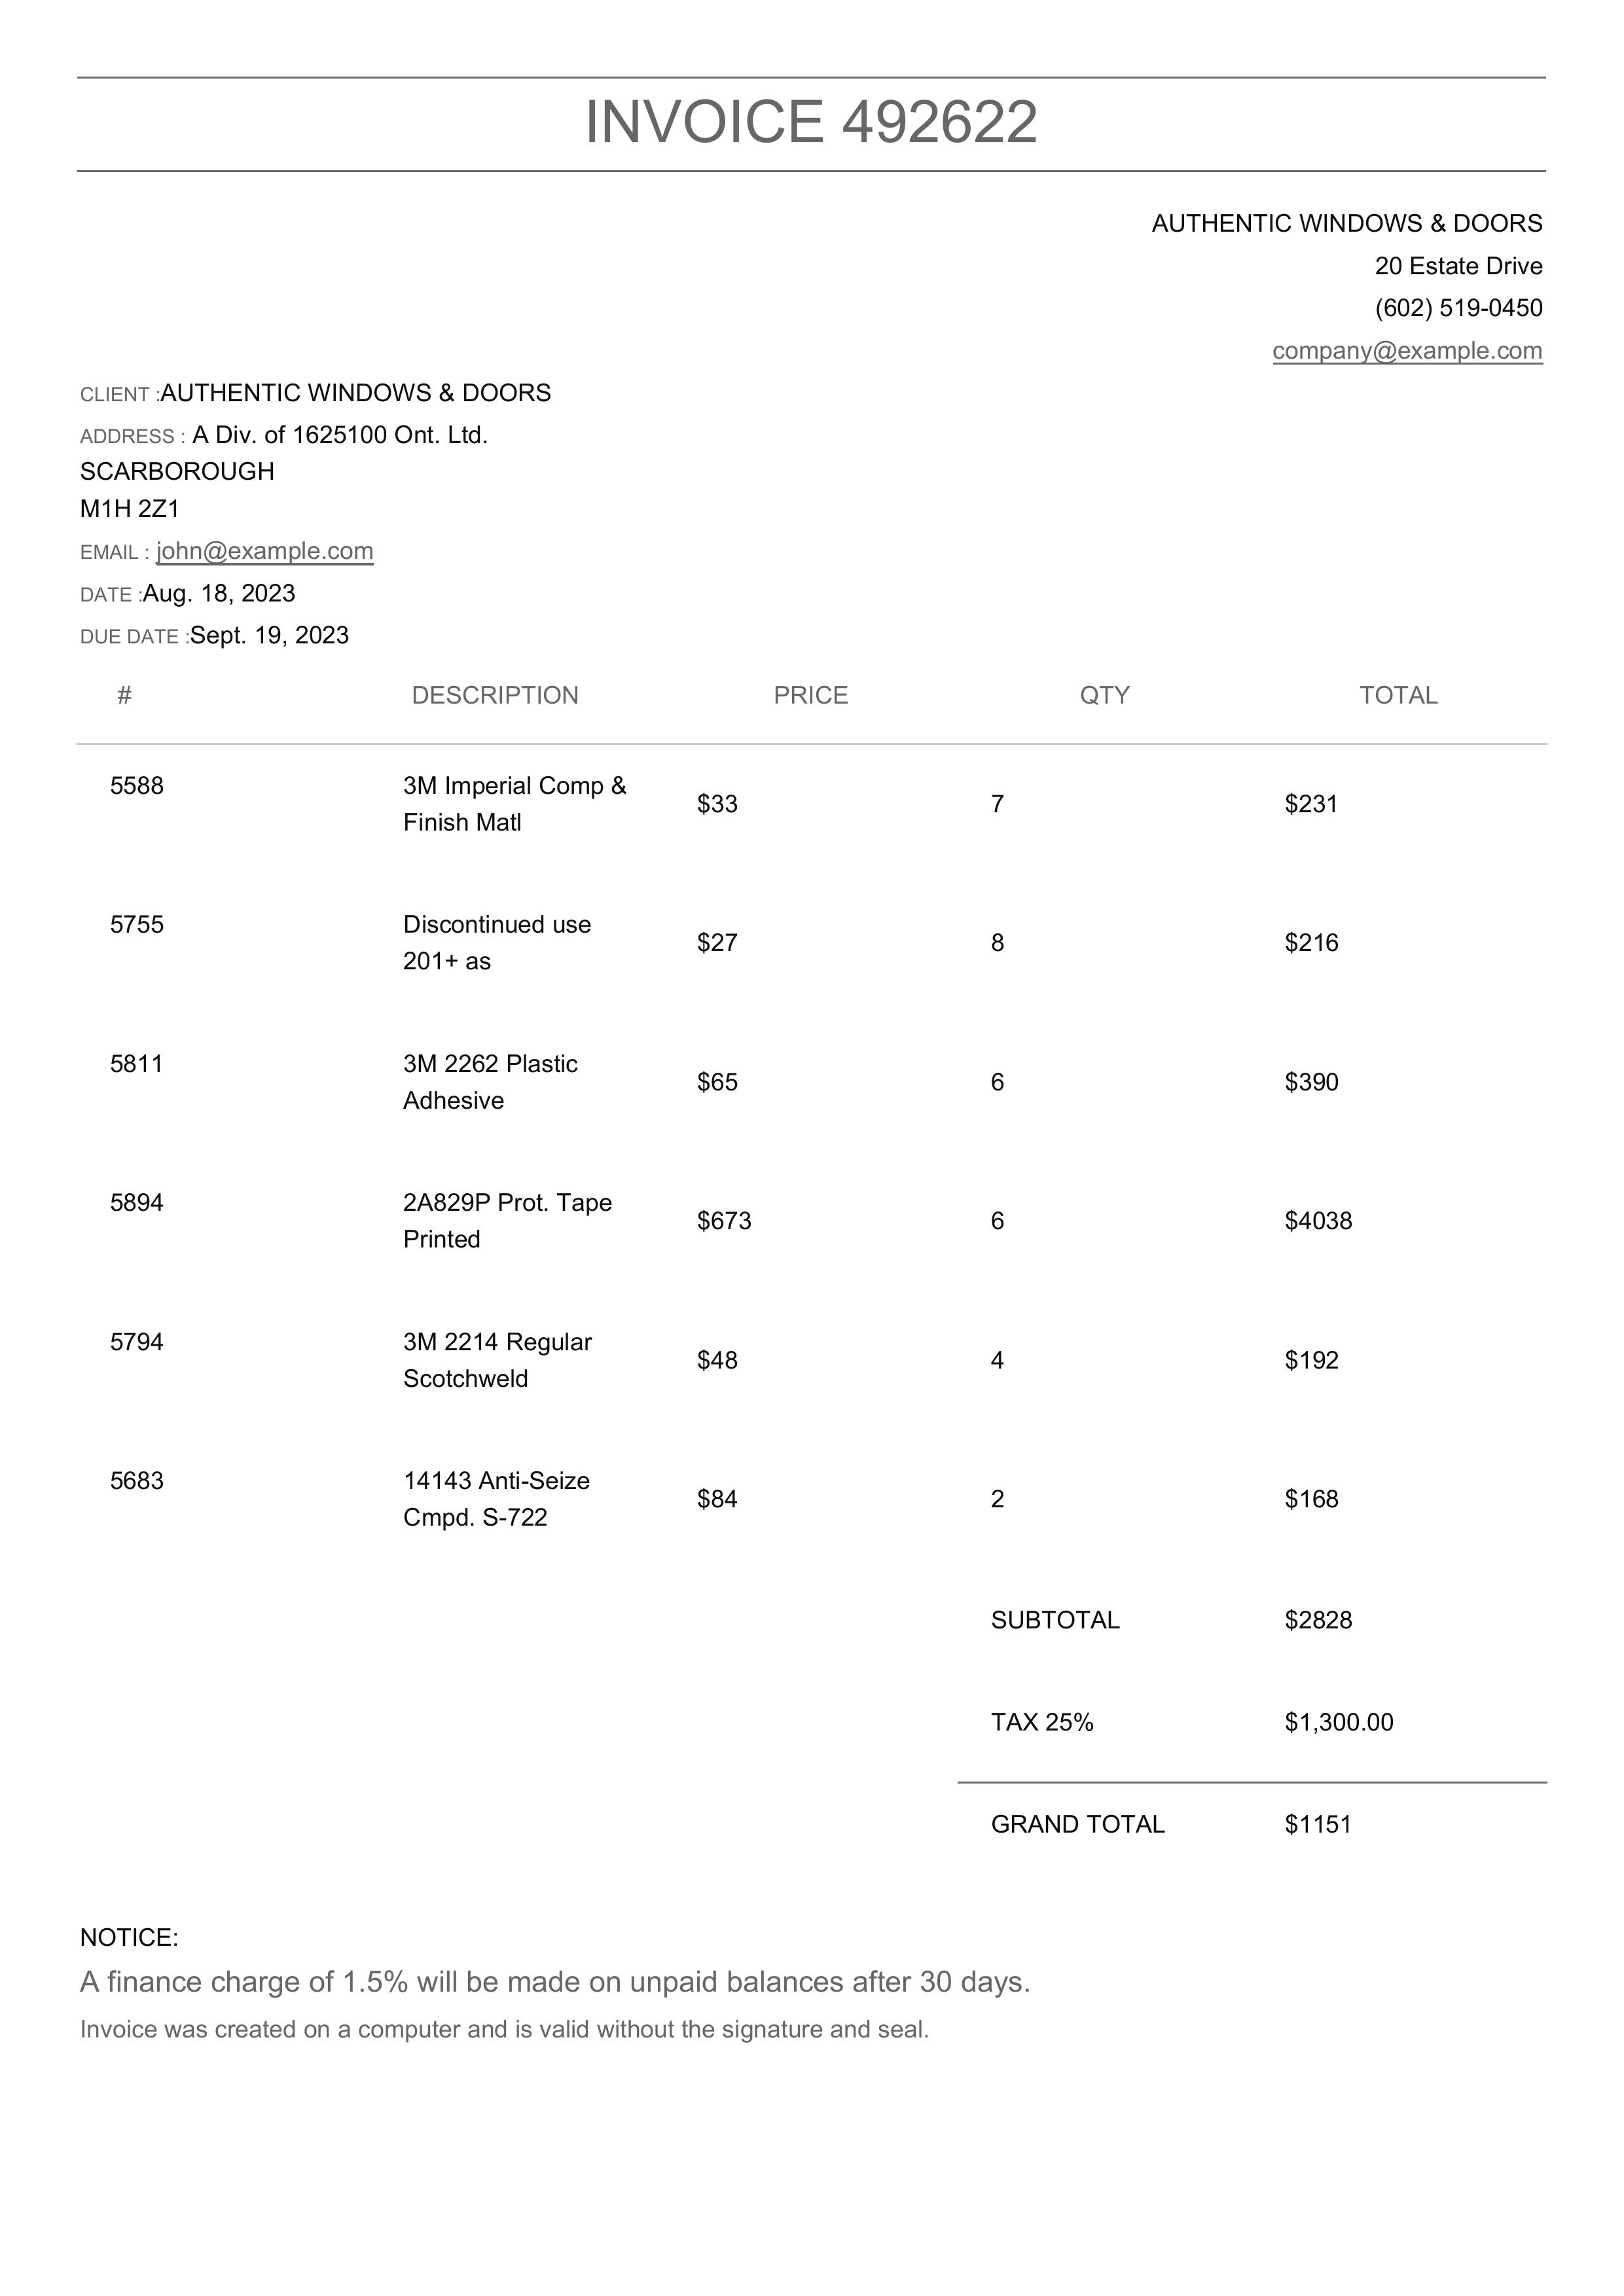 INVOICE 492622
AUTHENTIC WINDOWS & DOORS
20 Estate Drive
(602) 519-0450
company@example.com
CLIENT :AUTHENTIC WINDOWS & DOORS
ADDRESS : A Div. of 1625100 Ont. Ltd.
SCARBOROUGH
M1H 2Z1
EMAIL : john@example.com
DATE :Aug. 18, 2023
DUE DATE :Sept. 19, 2023
# DESCRIPTION PRICE QTY TOTAL
5588 3M Imperial Comp &
Finish Matl $33 7 $231
5755 Discontinued use
201+ as $27 8 $216
5811 3M 2262 Plastic
Adhesive $65 6 $390
5894 2A829P Prot. Tape
Printed $673 6 $4038
5794 3M 2214 Regular
Scotchweld $48 4 $192
5683 14143 Anti-Seize
Cmpd. S-722 $84 2 $168
SUBTOTAL $2828
TAX 25% $1,300.00
GRAND TOTAL $1151
NOTICE:
A finance charge of 1.5% will be made on unpaid balances after 30 days.
Invoice was created on a computer and is valid without the signature and seal.